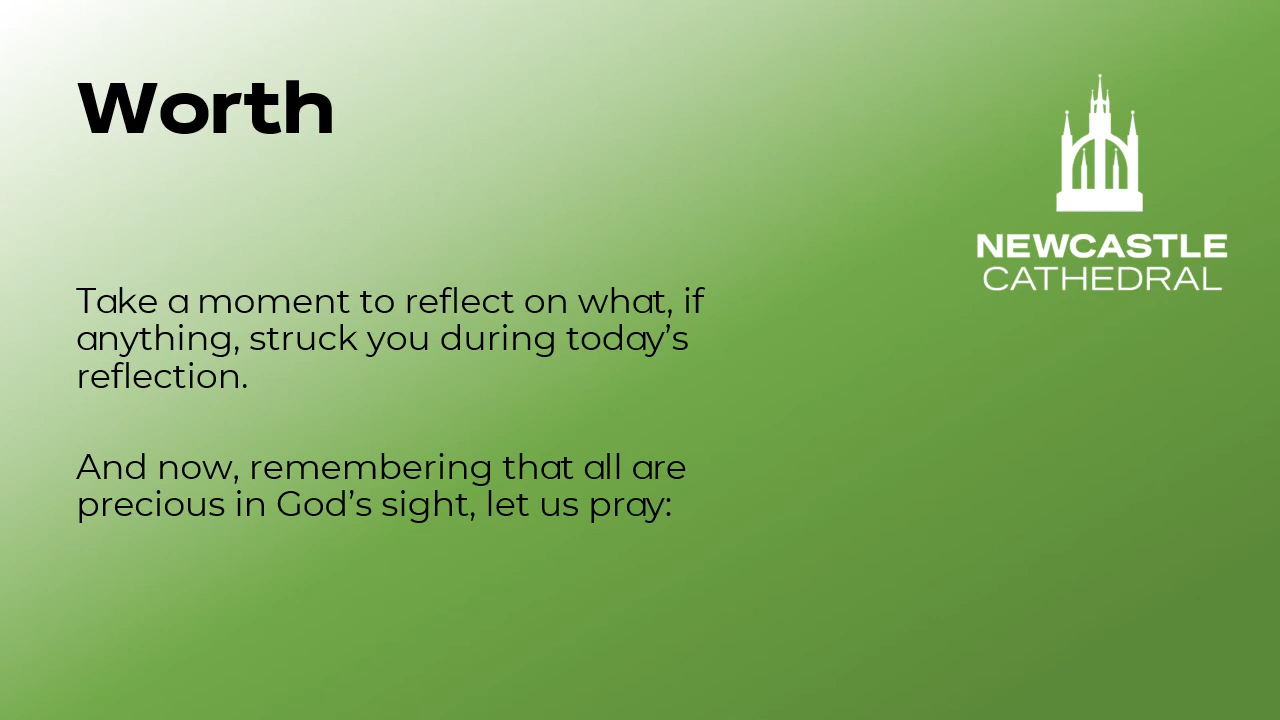 Worth
NEWCASTLE
CATHEDRAL
Take a moment to reflect on what, if
anything, struck you during today’s
reflection.
And now, remembering that all are
precious in God’s sight, let us pray: